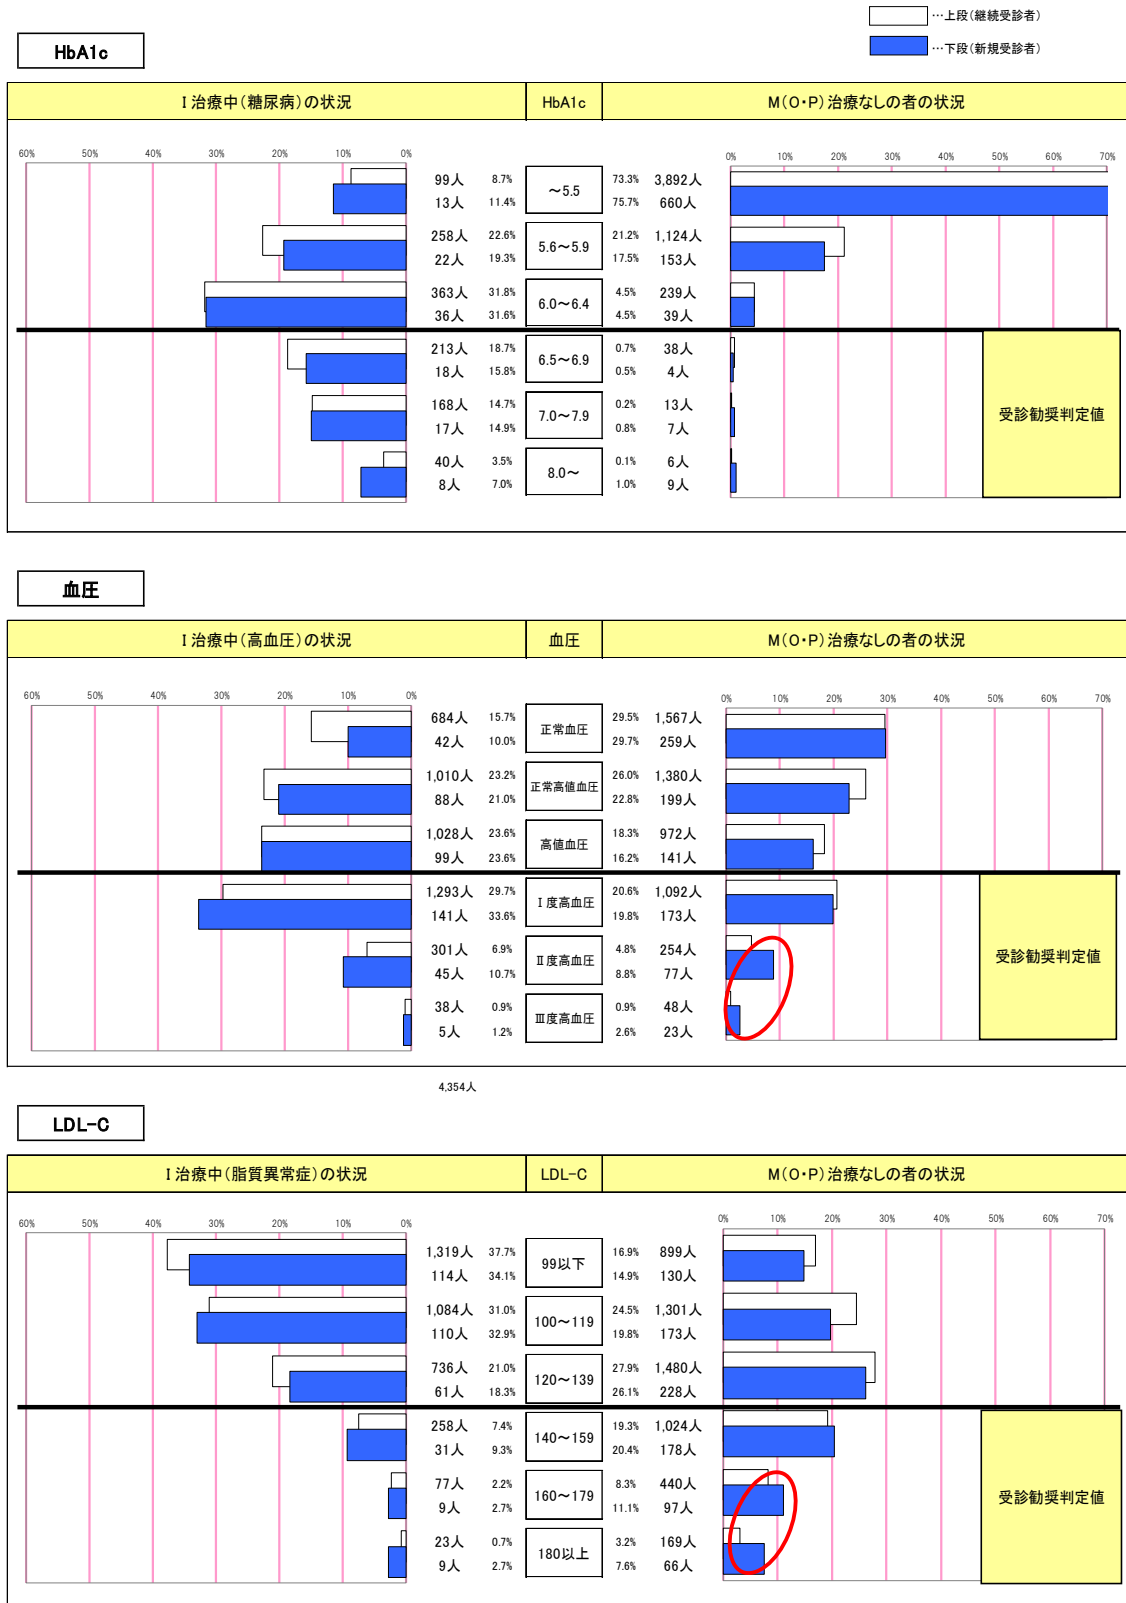 …上段(継続受診者)
HbA1c
…下段(新規受診者)
Ⅰ治療中(糖尿病)の状況 HbA1c M(O・P)治療なしの者の状況
60% 50% 40% 30% 20% 10% 0% 0% 10% 20% 30% 40% 50% 60% 70%
99人 8.7% ～5.5 73.3% 3,892人
13人 11.4% 75.7% 660人
258人 22.6% 5.6～5.9 21.2% 1,124人
22人 19.3% 17.5% 153人
363人 31.8% 6.0～6.4 4.5% 239人
36人 31.6% 4.5% 39人
213人 18.7% 6.5～6.9 0.7% 38人
18人 15.8% 0.5% 4人
168人 14.7% 7.0～7.9 0.2% 13人 受診勧奨判定値
17人 14.9% 0.8% 7人
40人 3.5% 8.0～ 0.1% 6人
8人 7.0% 1.0% 9人
血圧
Ⅰ治療中(高血圧)の状況 血圧 M(O・P)治療なしの者の状況
60% 50% 40% 30% 20% 10% 0% 0% 10% 20% 30% 40% 50% 60% 70%
684人 15.7% 正常血圧 29.5% 1,567人
42人 10.0% 29.7% 259人
1,010人 23.2% 正常高値血圧 26.0% 1,380人
88人 21.0% 22.8% 199人
1,028人 23.6% 高値血圧 18.3% 972人
99人 23.6% 16.2% 141人
1,293人 29.7% Ⅰ度高血圧 20.6% 1,092人
141人 33.6% 19.8% 173人
301人 6.9% Ⅱ度高血圧 4.8% 254人 受診勧奨判定値
45人 10.7% 8.8% 77人
38人 0.9% Ⅲ度高血圧 0.9% 48人
5人 1.2% 2.6% 23人
4,354人
LDL-C
Ⅰ治療中(脂質異常症)の状況 LDL-C M(O・P)治療なしの者の状況
60% 50% 40% 30% 20% 10% 0% 0% 10% 20% 30% 40% 50% 60% 70%
1,319人 37.7% 99以下 16.9% 899人
114人 34.1% 14.9% 130人
1,084人 31.0% 100～119 24.5% 1,301人
110人 32.9% 19.8% 173人
736人 21.0% 120～139 27.9% 1,480人
61人 18.3% 26.1% 228人
258人 7.4% 140～159 19.3% 1,024人
31人 9.3% 20.4% 178人
77人 2.2% 160～179 8.3% 440人 受診勧奨判定値
9人 2.7% 11.1% 97人
23人 0.7% 180以上 3.2% 169人
9人 2.7% 7.6% 66人